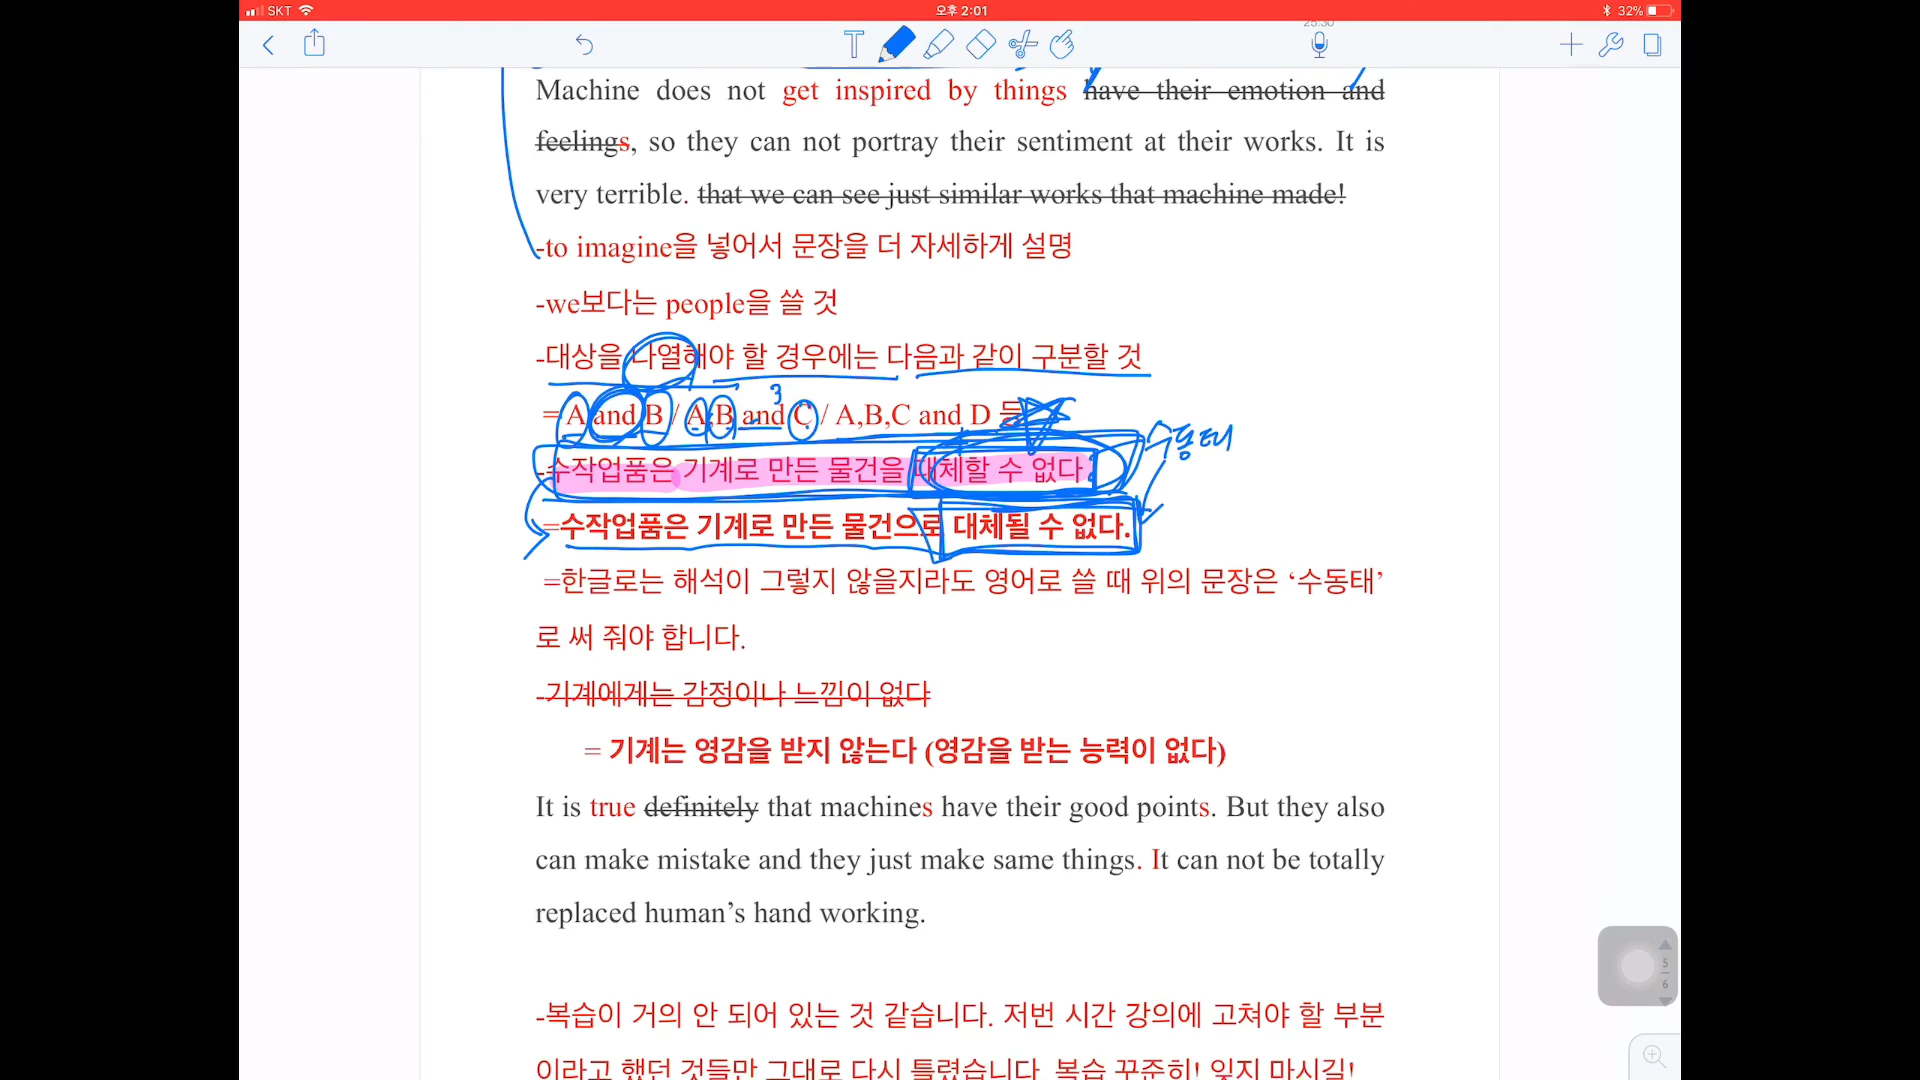 SKT 오후 2:01 32%
25:30
Machine does not get inspired by things have their emotion and
feelings, so they can not portray their sentiment at their works. It is
very terrible. that we can see just similar works that machine made!
-to imagine을 넣어서 문장을 더 자세하게 설명
-we보다는 people을 쓸 것
-대상을 나열해야 할 경우에는 다음과 같이 구분할 것
3
= A and B / A,B and C / A,B,C and D 등
수동태
-수작업품은 기계로 만든 물건을 대체할 수 없다.
=수작업품은 기계로 만든 물건으로 대체될 수 없다.
=한글로는 해석이 그렇지 않을지라도 영어로 쓸 때 위의 문장은 ‘수동태’
로 써 줘야 합니다.
-기계에게는 감정이나 느낌이 없다
= 기계는 영감을 받지 않는다 (영감을 받는 능력이 없다)
It is true definitely that machines have their good points. But they also
can make mistake and they just make same things. It can not be totally
replaced human’s hand working.
5
6
-복습이 거의 안 되어 있는 것 같습니다. 저번 시간 강의에 고쳐야 할 부분
이라고 했던 것들만 그대로 다시 틀렸습니다. 복습 꾸준히! 잊지 마시길!